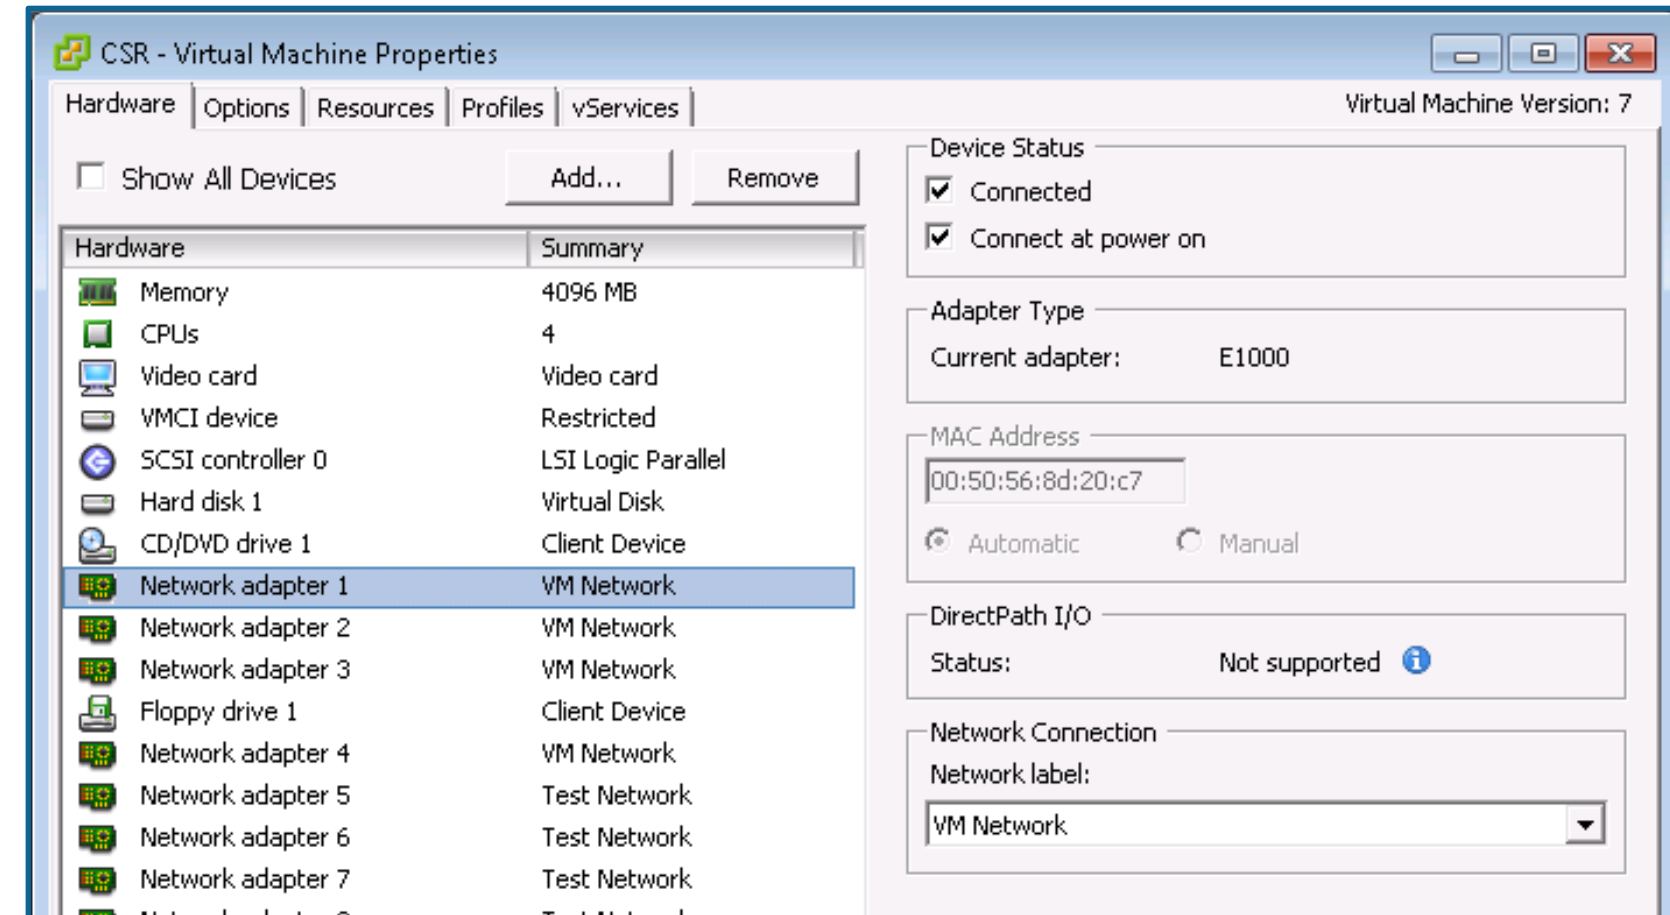 CSR - Virtual Machine Properties
Hardware Options Resources Profiles vServices Virtual Machine Version: 7
Show All Devices Add... Remove
Hardware Summary
Memory 4096 MB
CPUs 4
Video card Video card
VMCI device Restricted
SCSI controller 0 LSI Logic Parallel
Hard disk 1 Virtual Disk
CD/DVD drive 1 Client Device
Network adapter 1 VM Network
Network adapter 2 VM Network
Network adapter 3 VM Network
Floppy drive 1 Client Device
Network adapter 4 VM Network
Network adapter 5 Test Network
Network adapter 6 Test Network
Network adapter 7 Test Network
Device Status
Connected
Connect at power on
Adapter Type
Current adapter: E1000
MAC Address
00:50:56:8d:20:c7
Automatic Manual
DirectPath I/O
Status: Not supported
Network Connection
Network label:
VM Network